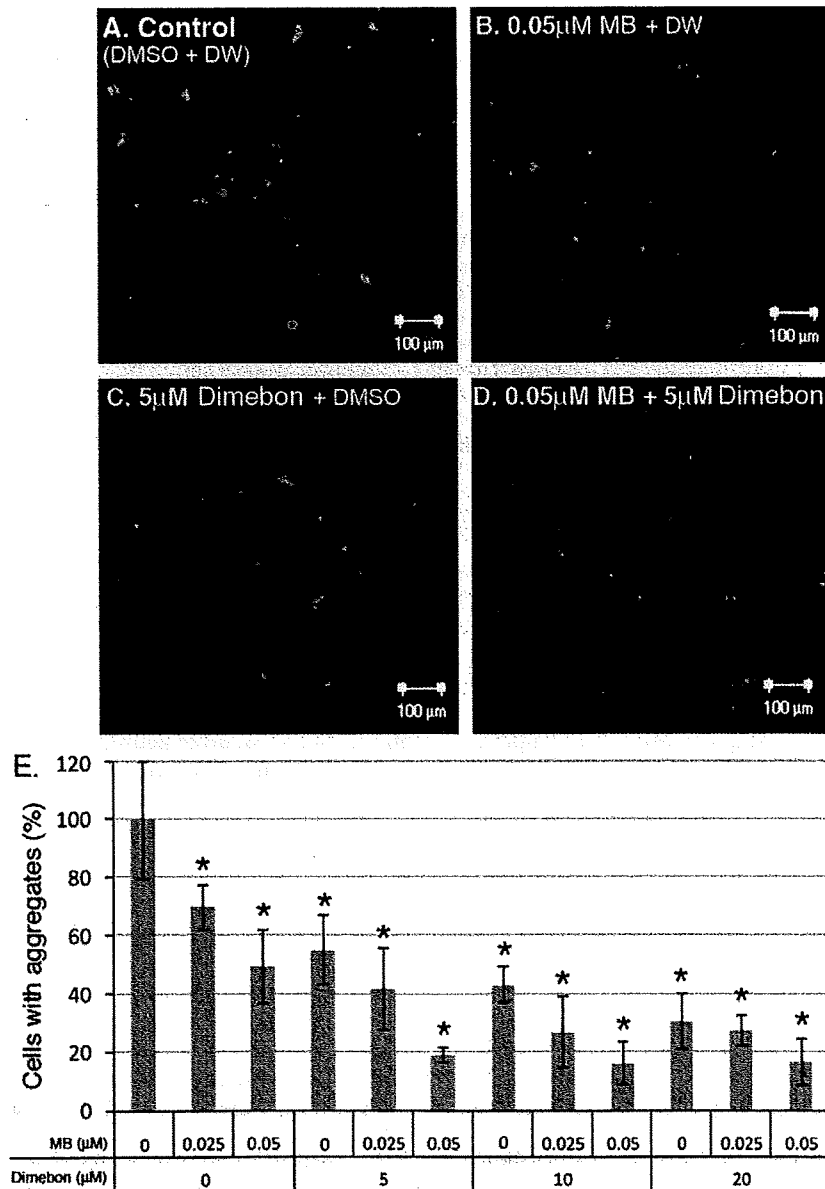 A. Control
(DMSO + DW)
100 µm
B. 0.05µM MB + DW
100 µm
C. 5µM Dimebon + DMSO
100 µm
D. 0.05µM MB + 5µM Dimebon
100 µm
E.
Cells with aggregates (%)
120
100
80
60
40
20
0
* * * * * * * * * * *
MB (µM) 0 0.025 0.05 0 0.025 0.05 0 0.025 0.05 0 0.025 0.05
Dimebon (µM) 0 5 10 20